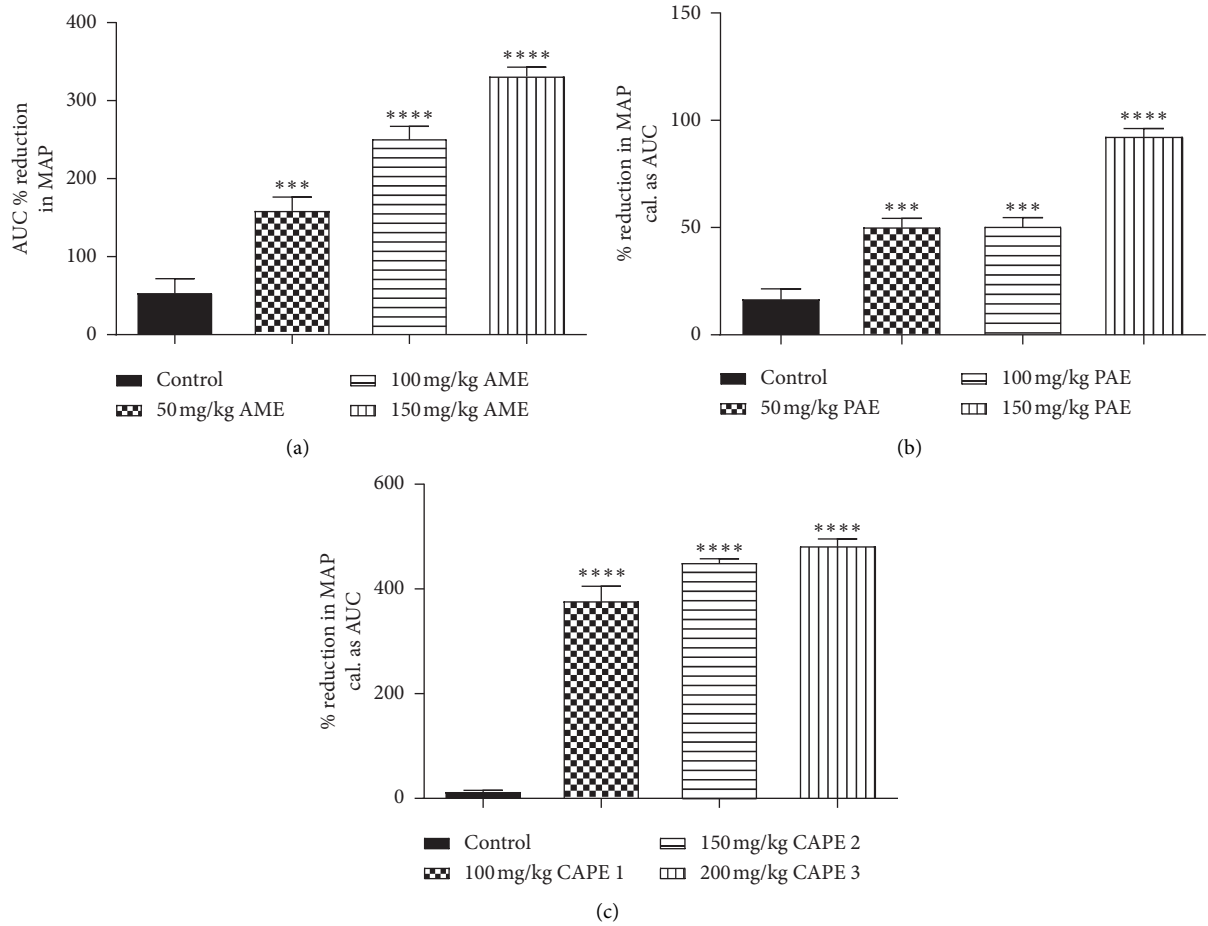 AUC % reduction
in MAP
400
300
200
100
0
***
****
****
Control
100 mg/kg AME
50 mg/kg AME
150 mg/kg AME
(a)
% reduction in MAP
cal. as AUC
150
100
50
0
***
***
****
Control
100 mg/kg PAE
50 mg/kg PAE
150 mg/kg PAE
(b)
% reduction in MAP
cal. as AUC
600
400
200
0
****
****
****
Control
150 mg/kg CAPE 2
100 mg/kg CAPE 1
200 mg/kg CAPE 3
(c)